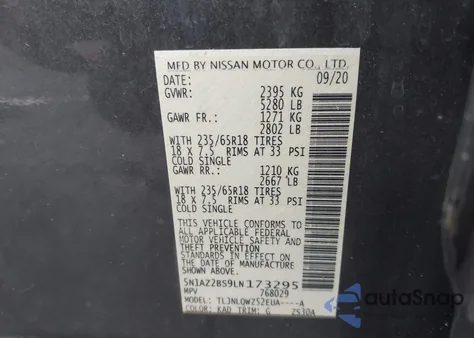 MFD BY NISSAN MOTOR CO., LTD.
DATE: 09/20
GVWR: 2395 KG
5280 LB
GAWR FR.: 1271 KG
2802 LB
WITH 235/65R18 TIRES
18 X 7.5 RIMS AT 33 PSI
COLD SINGLE
GAWR RR.: 1210 KG
2667 LB
WITH 235/65R18 TIRES
18 X 7.5 RIMS AT 33 PSI
COLD SINGLE
THIS VEHICLE CONFORMS TO
ALL APPLICABLE FEDERAL
MOTOR VEHICLE SAFETY AND
THEFT PREVENTION
STANDARDS IN EFFECT ON
THE DATE OF MANUFACTURE
SHOWN ABOVE.
5N1AZ2BS9LN173295
MPV 768029
MODEL: TLJNLQWZS2EUA----A
COLOR: KAD TRIM: G ZS30A
autoSnap